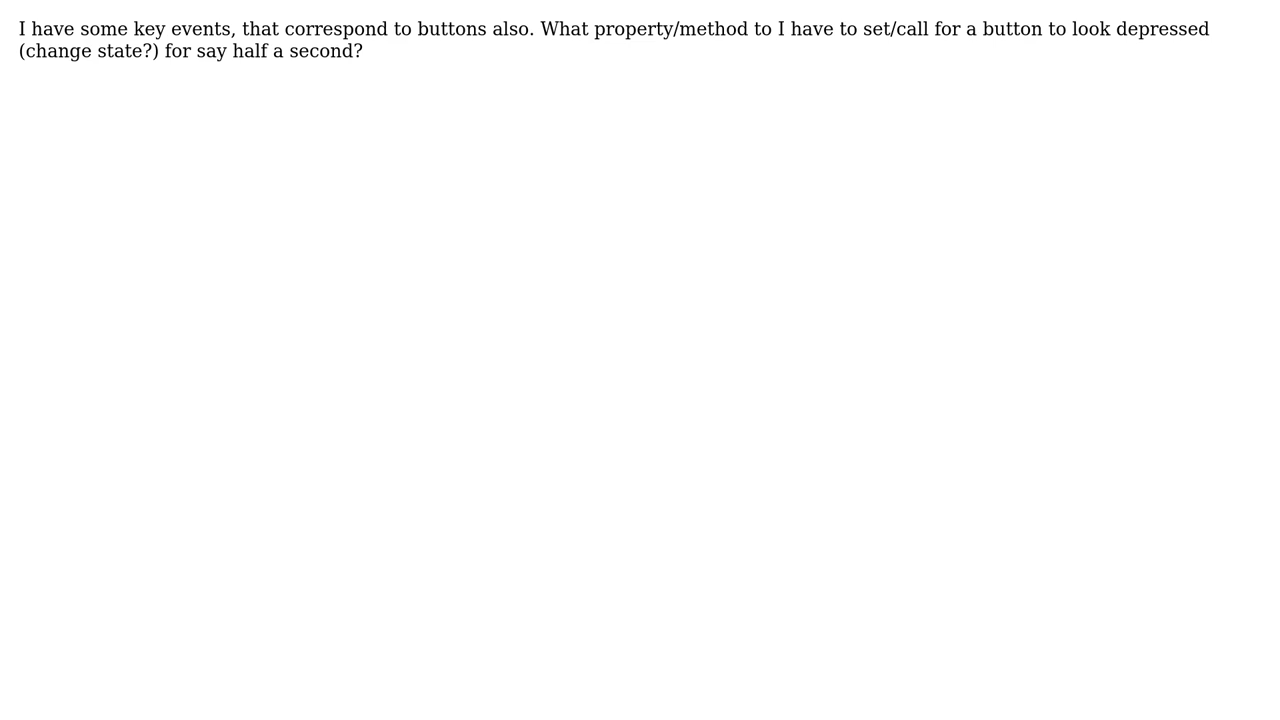 I have some key events, that correspond to buttons also. What property/method to I have to set/call for a button to look depressed
(change state?) for say half a second?